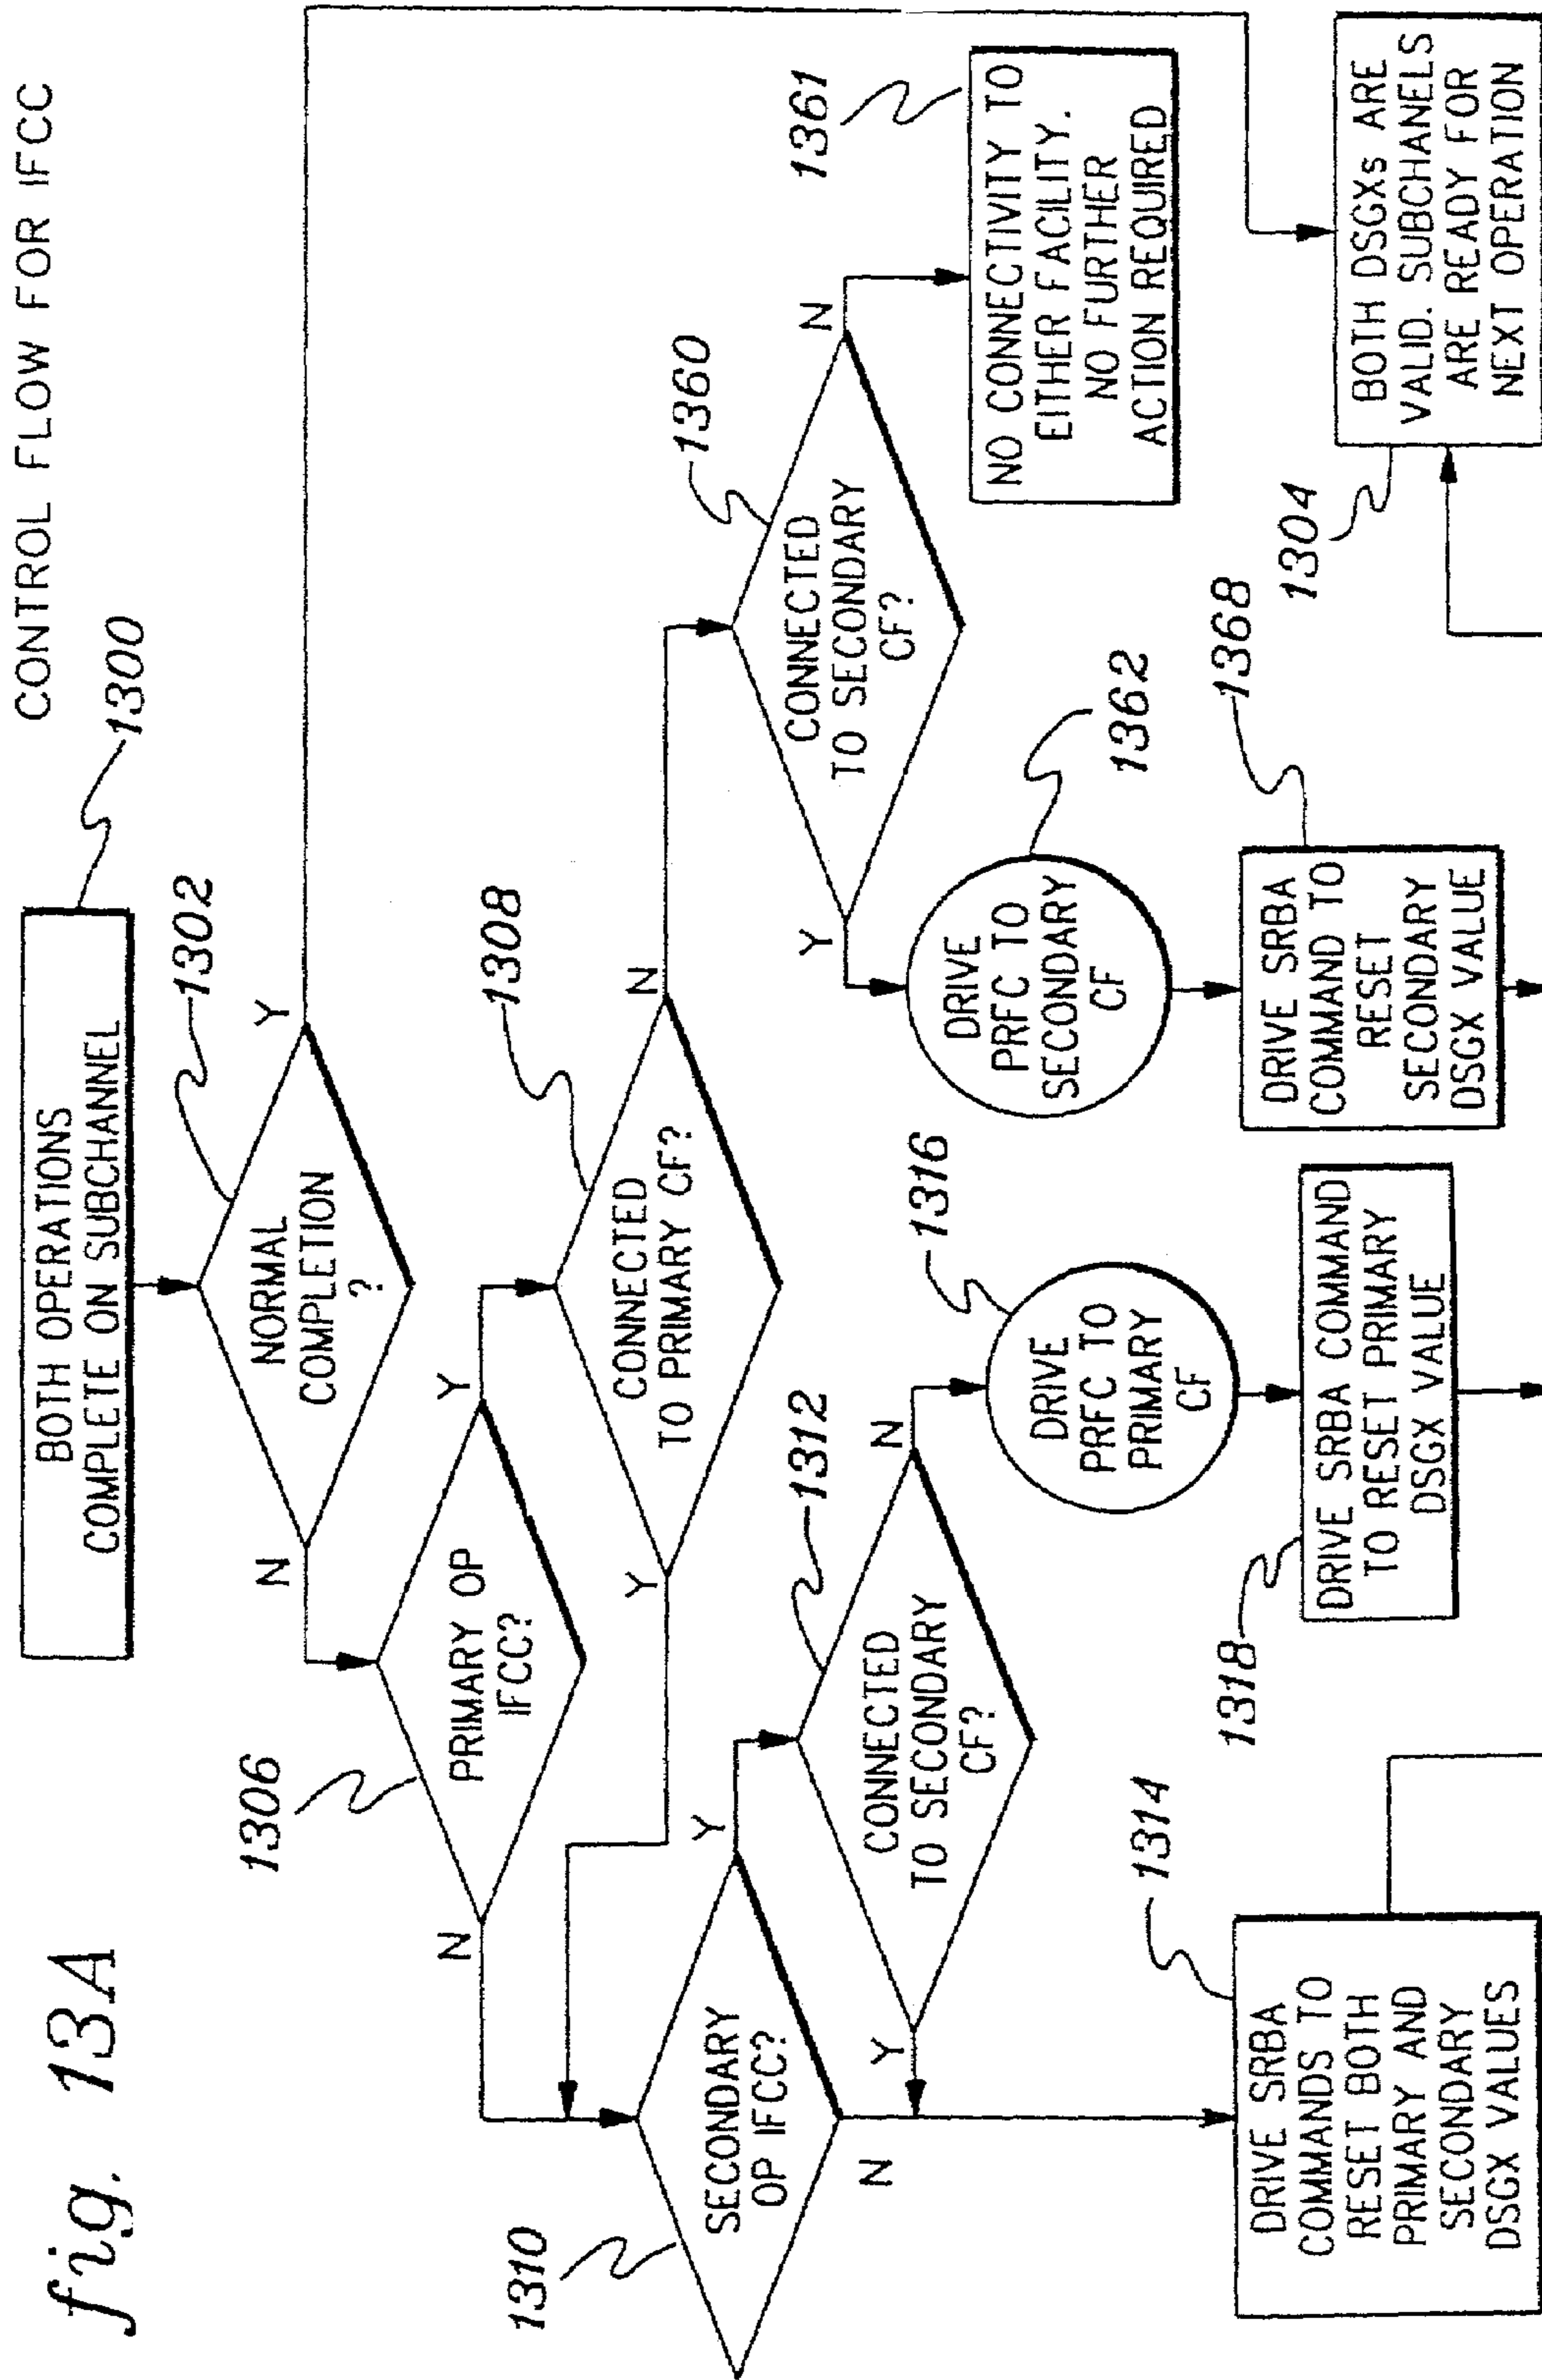 fig. 13A
CONTROL FLOW FOR IFCC
BOTH OPERATIONS
COMPLETE ON SUBCHANNEL
1300
NORMAL
COMPLETION
?
1302
N
Y
PRIMARY OP
IFCC?
1306
N
Y
CONNECTED
TO PRIMARY CF?
1308
Y
N
SECONDARY
OP IFCC?
1310
Y
N
CONNECTED
TO SECONDARY
CF?
1312
Y
N
CONNECTED
TO SECONDARY
CF?
1360
Y
N
NO CONNECTIVITY TO
EITHER FACILITY.
NO FURTHER
ACTION REQUIRED
1361
DRIVE
PRFC TO
PRIMARY
CF
1316
DRIVE
PRFC TO
SECONDARY
CF
1362
DRIVE SRBA
COMMANDS TO
RESET BOTH
PRIMARY AND
SECONDARY
DSGX VALUES
1314
DRIVE SRBA COMMAND
TO RESET PRIMARY
DSGX VALUE
1318
DRIVE SRBA
COMMAND TO
RESET
SECONDARY
DSGX VALUE
1368
BOTH DSGXs ARE
VALID. SUBCHANELS
ARE READY FOR
NEXT OPERATION
1304